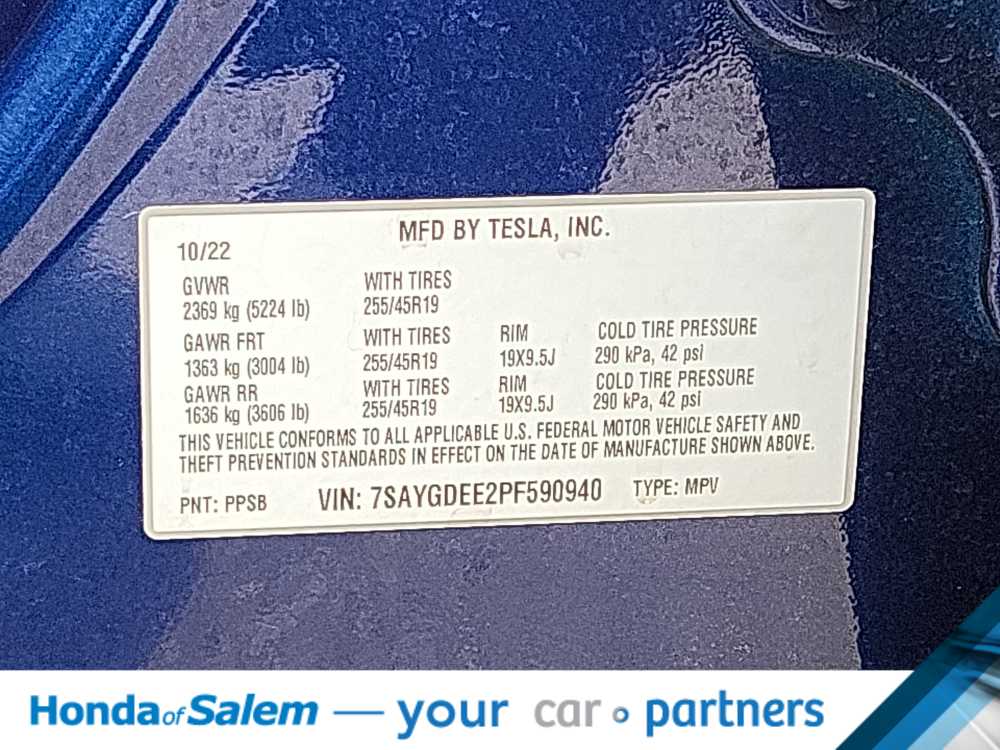 MFD BY TESLA, INC.
10/22
GVWR WITH TIRES
2369 kg (5224 lb) 255/45R19
GAWR FRT WITH TIRES RIM COLD TIRE PRESSURE
1363 kg (3004 lb) 255/45R19 19X9.5J 290 kPa, 42 psi
GAWR RR WITH TIRES RIM COLD TIRE PRESSURE
1636 kg (3606 lb) 255/45R19 19X9.5J 290 kPa, 42 psi
THIS VEHICLE CONFORMS TO ALL APPLICABLE U.S. FEDERAL MOTOR VEHICLE SAFETY AND
THEFT PREVENTION STANDARDS IN EFFECT ON THE DATE OF MANUFACTURE SHOWN ABOVE.
PNT: PPSB VIN: 7SAYGDEE2PF590940 TYPE: MPV
Honda of Salem — your car partners